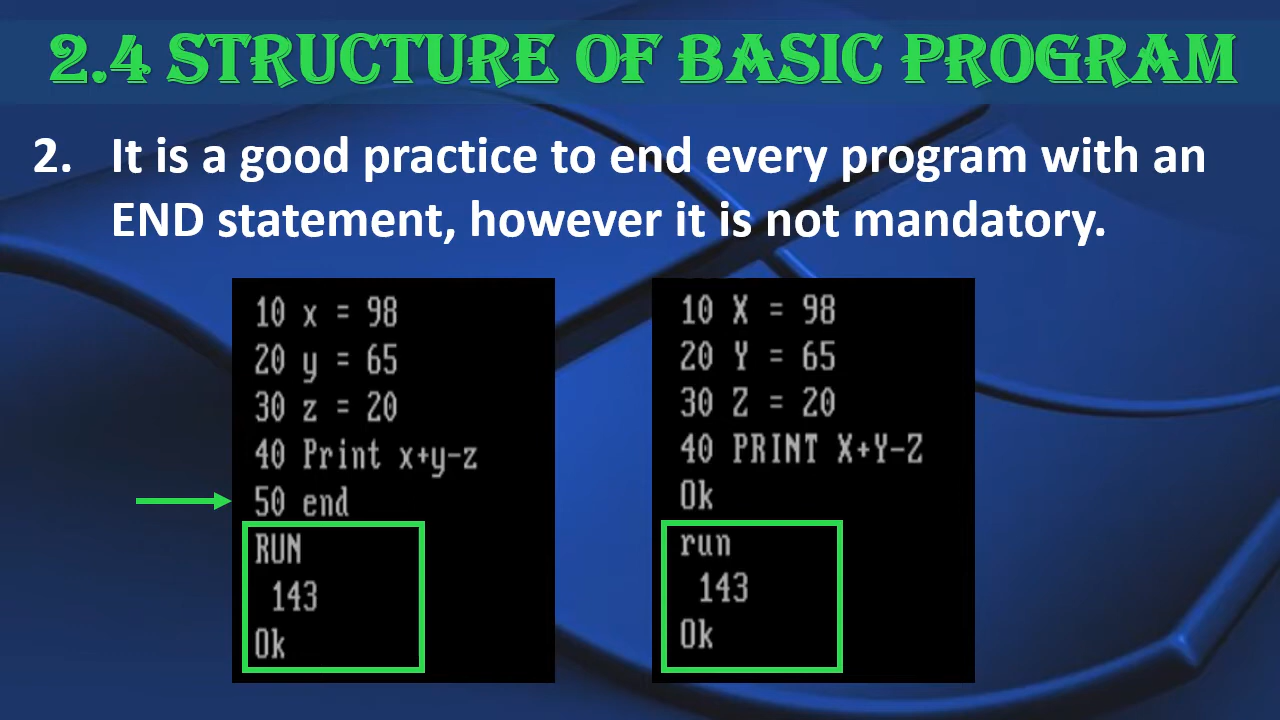 2.4 STRUCTURE OF BASIC PROGRAM
2. It is a good practice to end every program with an
END statement, however it is not mandatory.
10 x = 98
20 y = 65
30 z = 20
40 Print x+y-z
50 end
RUN
143
Ok
10 X = 98
20 Y = 65
30 Z = 20
40 PRINT X+Y-Z
Ok
run
143
Ok